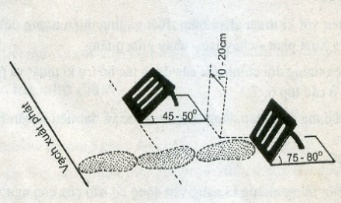 10 - 20cm
45 - 50°
Vạch xuất phát
75 - 80°